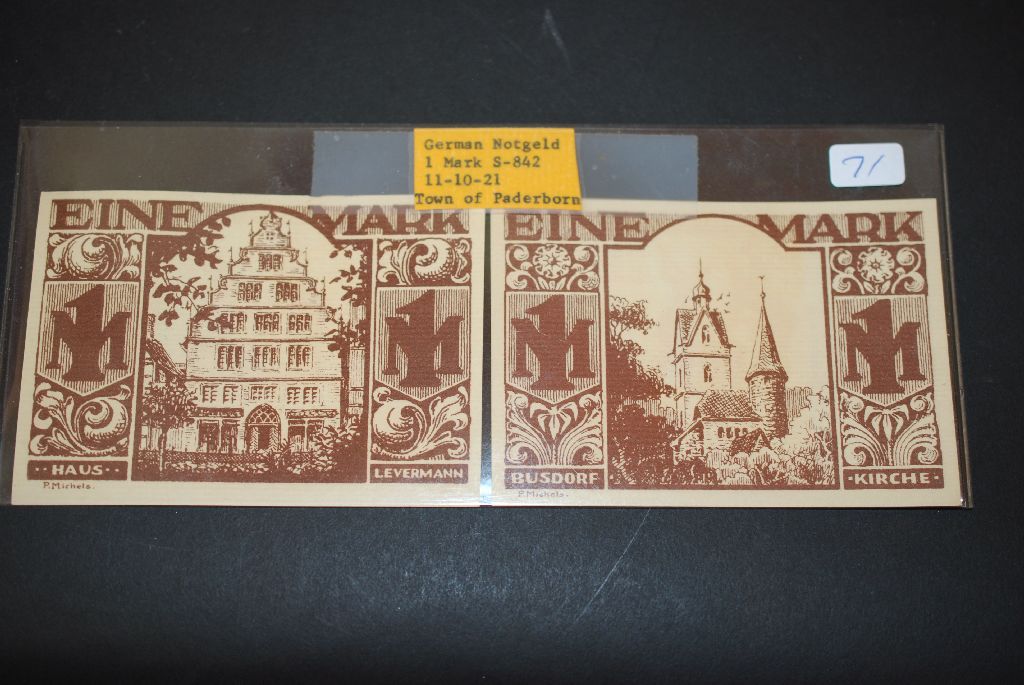 German Notgeld
1 Mark S-842
11-10-21
Town of Paderborn
71
EINE MARK
1 M
1 M
HAUS
LEVERMANN
P. Michels.
EINE MARK
1 M
1 M
BUSDORF
KIRCHE
P. Michels.